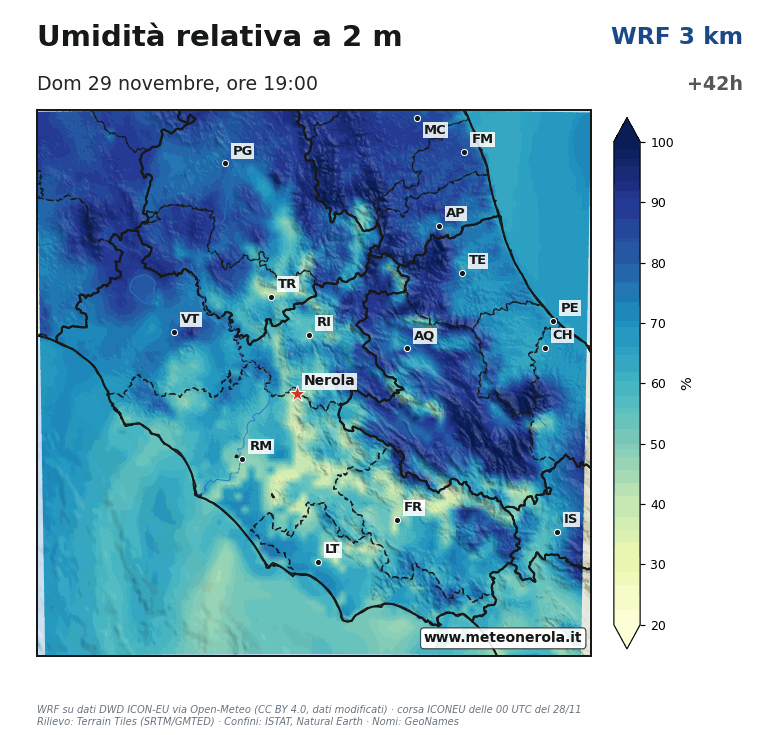 Umidità relativa a 2 m
WRF 3 km
Dom 29 novembre, ore 19:00
+42h
MC
FM
PG
AP
TE
TR
PE
VT
RI
AQ
CH
Nerola
RM
FR
IS
LT
www.meteonerola.it
100
90
80
70
60
50
40
30
20
%
WRF su dati DWD ICON-EU via Open-Meteo (CC BY 4.0, dati modificati) · corsa ICONEU delle 00 UTC del 28/11
Rilievo: Terrain Tiles (SRTM/GMTED) · Confini: ISTAT, Natural Earth · Nomi: GeoNames